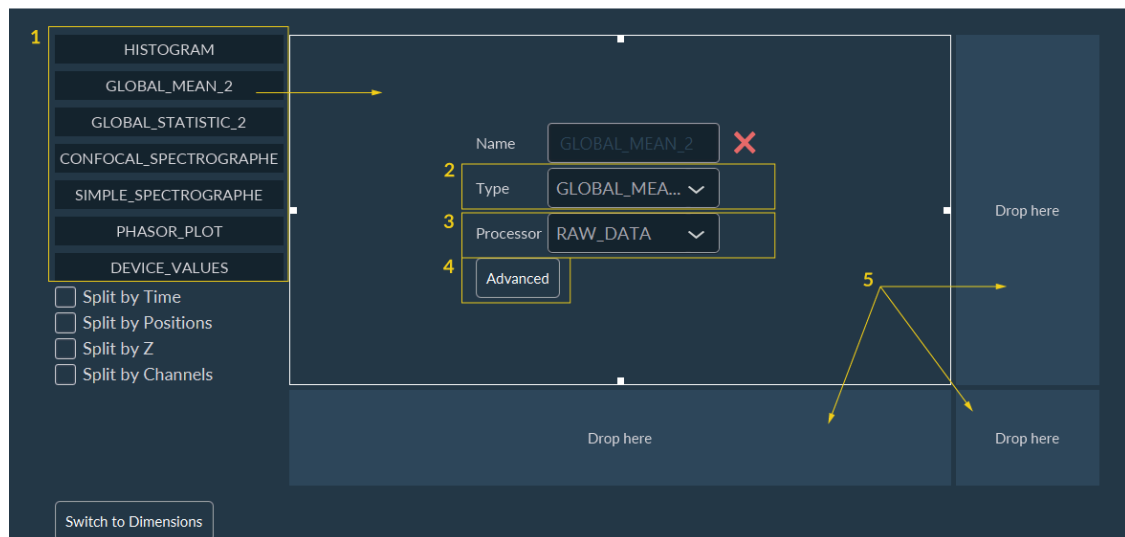 1
HISTOGRAM
GLOBAL_MEAN_2
GLOBAL_STATISTIC_2
CONFOCAL_SPECTROGRAPHE
SIMPLE_SPECTROGRAPHE
PHASOR_PLOT
DEVICE_VALUES
Split by Time
Split by Positions
Split by Z
Split by Channels
Name GLOBAL_MEAN_2
2
Type GLOBAL_MEA...
3
Processor RAW_DATA
4
Advanced
Drop here
5
Drop here
Drop here
Switch to Dimensions